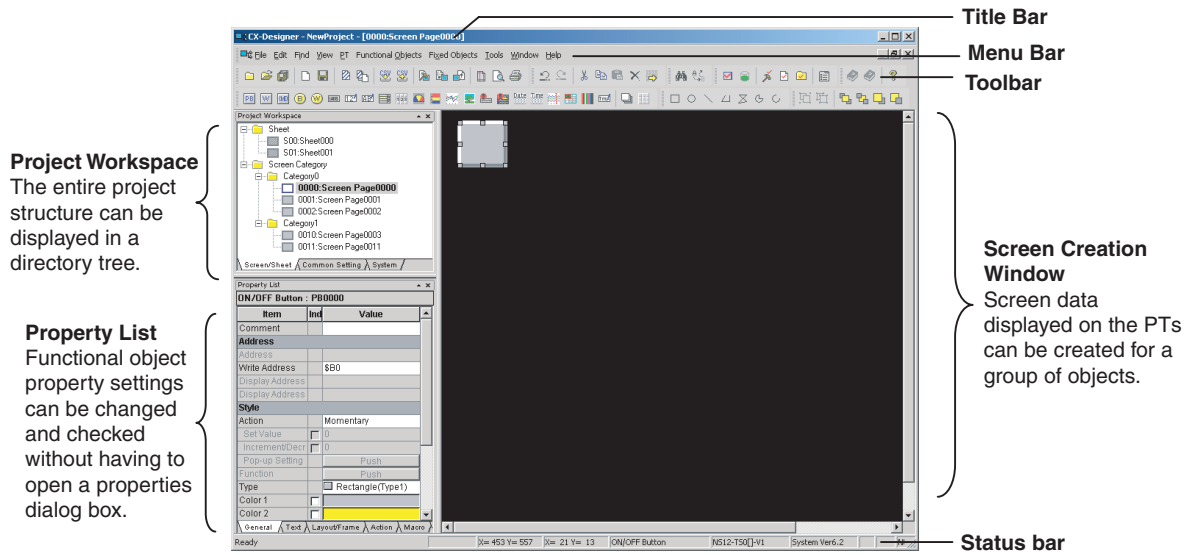 Title Bar
CX-Designer - NewProject - [0000:Screen Page0000]
File Edit Find View PT Functional Objects Fixed Objects Tools Window Help
Menu Bar
Toolbar
Date Time
Project Workspace
The entire project
structure can be
displayed in a
directory tree.
Project Workspace
Sheet
S00:Sheet000
S01:Sheet001
Screen Category
Category0
0000:Screen Page0000
0001:Screen Page0001
0002:Screen Page0002
Category1
0010:Screen Page0003
0011:Screen Page0011
Screen/Sheet Common Setting System
Property List
Functional object
property settings
can be changed
and checked
without having to
open a properties
dialog box.
Property List
ON/OFF Button : PB0000
Item Ind Value
Comment
Address
Address
Write Address $B0
Display Address
Display Address
Style
Action Momentary
Set Value 0
Increment/Decr 0
Pop-up Setting Push
Function Push
Type Rectangle(Type1)
Color 1
Color 2
General Text Layout/Frame Action Macro
Screen Creation
Window
Screen data
displayed on the PTs
can be created for a
group of objects.
Ready X= 453 Y= 557 X= 21 Y= 13 ON/OFF Button NS12-TS0[]-V1 System Ver6.2
Status bar